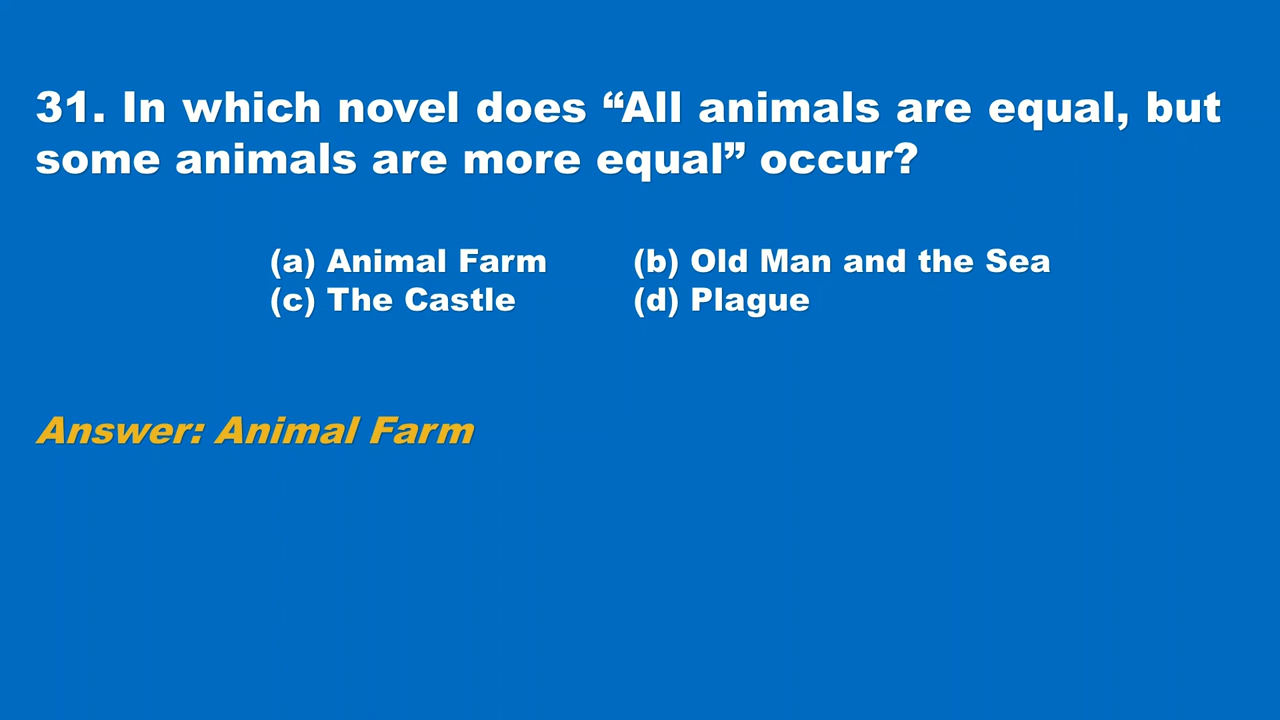 31. In which novel does “All animals are equal, but
some animals are more equal” occur?
(a) Animal Farm (b) Old Man and the Sea
(c) The Castle (d) Plague
Answer: Animal Farm